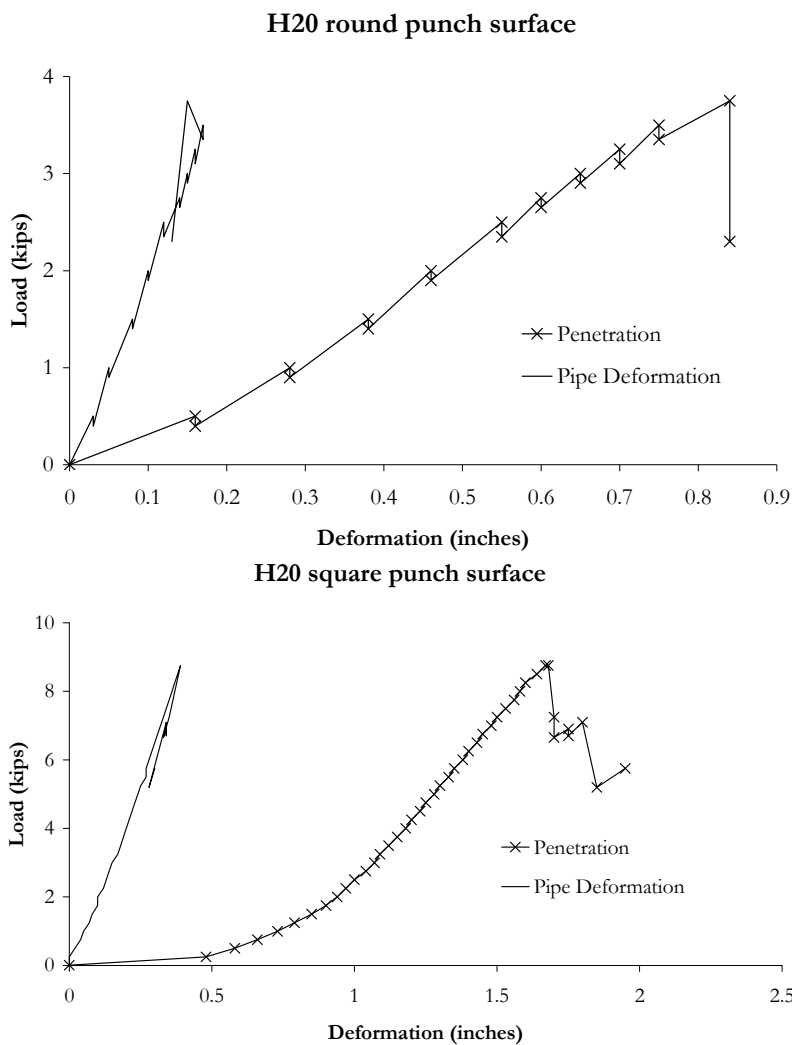 H20 round punch surface
4
3
2
1
0
Load (kips)
Penetration
Pipe Deformation
0 0.1 0.2 0.3 0.4 0.5 0.6 0.7 0.8 0.9
Deformation (inches)
H20 square punch surface
10
8
6
4
2
0
Load (kips)
Penetration
Pipe Deformation
0 0.5 1 1.5 2 2.5
Deformation (inches)